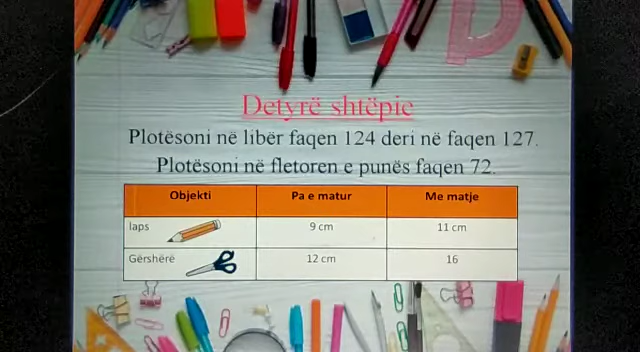 Detyrë shtëpie
Plotësoni në libër faqen 124 deri në faqen 127.
Plotësoni në fletoren e punës faqen 72.
Objekti Pa e matur Me matje
laps 9 cm 11 cm
Gërshërë 12 cm 16